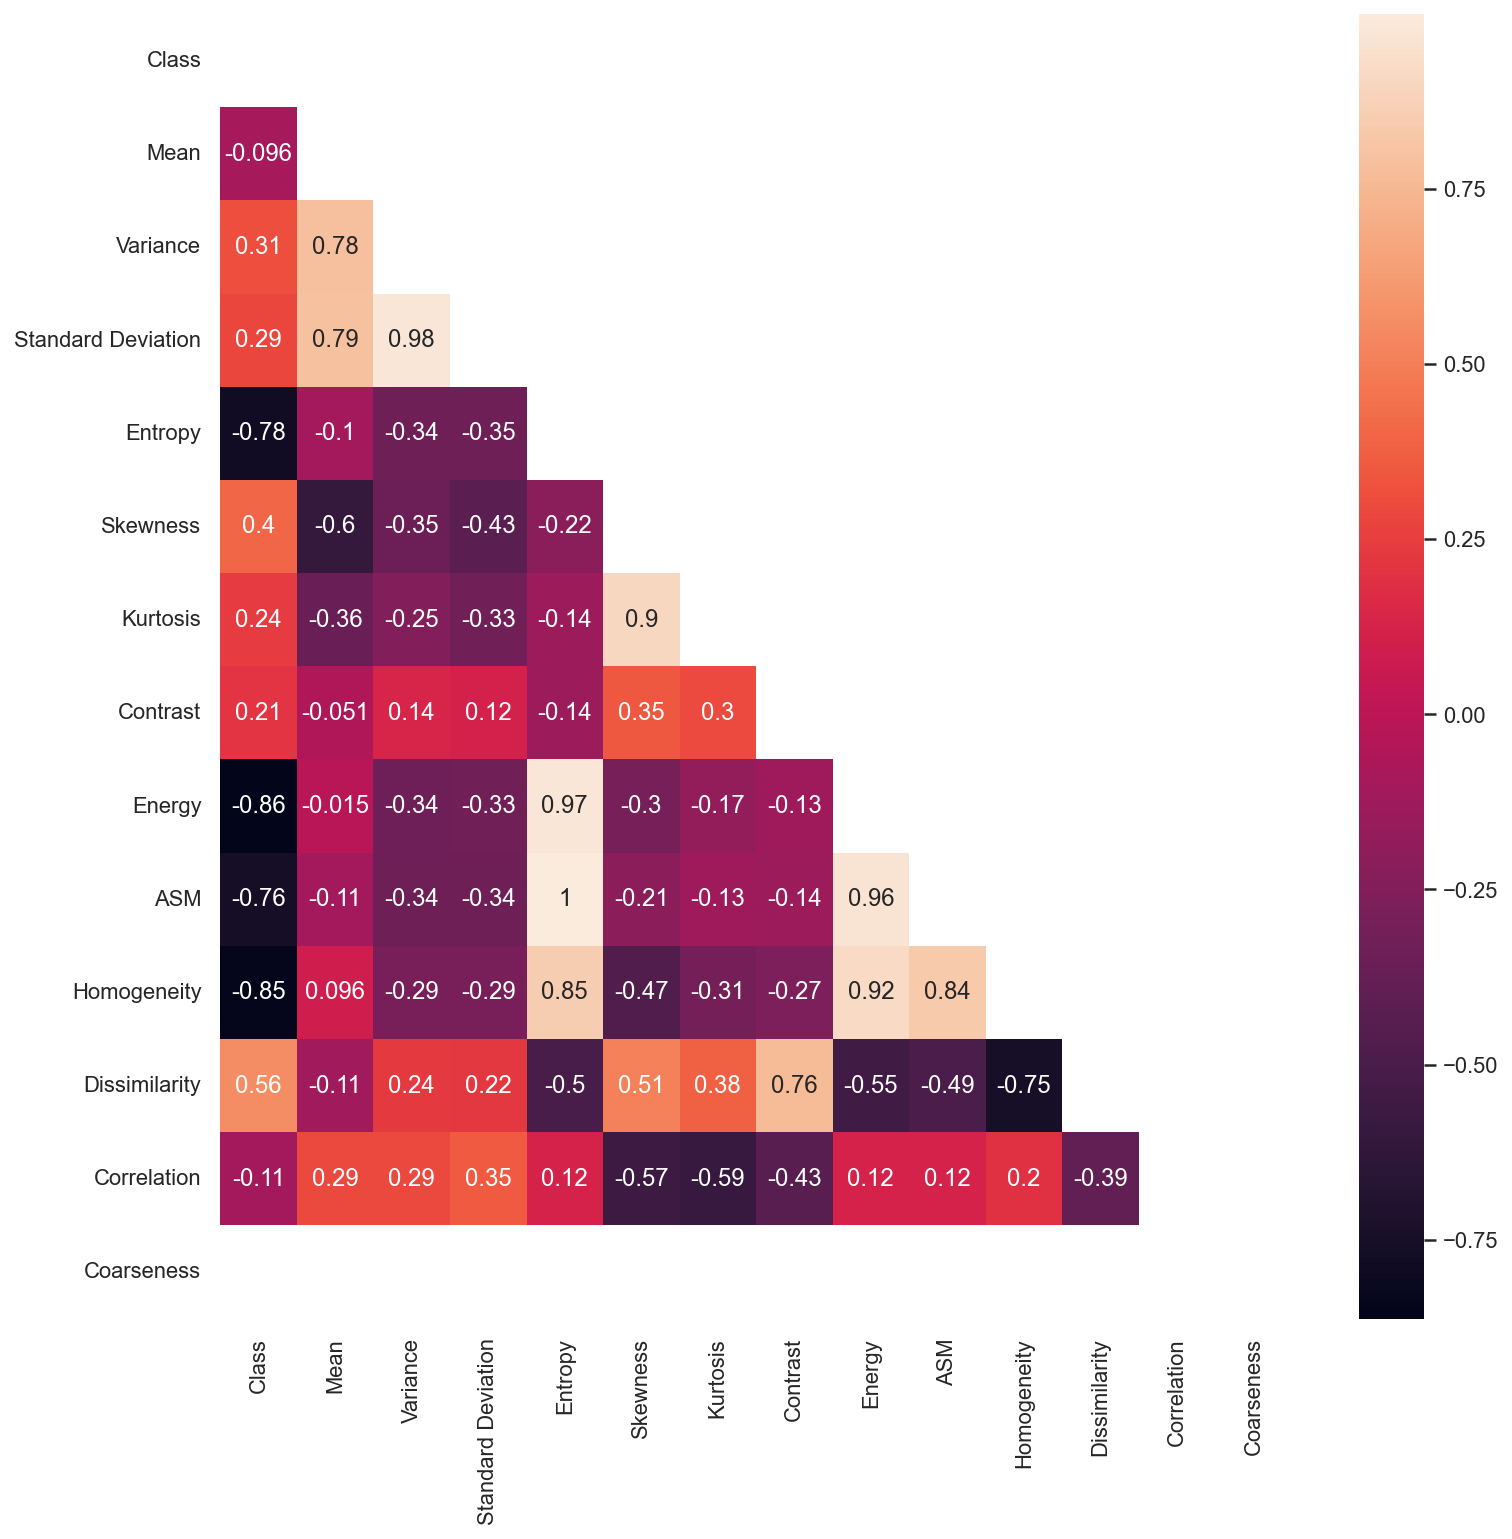 Class
Mean -0.096
Variance 0.31 0.78
Standard Deviation 0.29 0.79 0.98
Entropy -0.78 -0.1 -0.34 -0.35
Skewness 0.4 -0.6 -0.35 -0.43 -0.22
Kurtosis 0.24 -0.36 -0.25 -0.33 -0.14 0.9
Contrast 0.21 -0.051 0.14 0.12 -0.14 0.35 0.3
Energy -0.86 -0.015 -0.34 -0.33 0.97 -0.3 -0.17 -0.13
ASM -0.76 -0.11 -0.34 -0.34 1 -0.21 -0.13 -0.14 0.96
Homogeneity -0.85 0.096 -0.29 -0.29 0.85 -0.47 -0.31 -0.27 0.92 0.84
Dissimilarity 0.56 -0.11 0.24 0.22 -0.5 0.51 0.38 0.76 -0.55 -0.49 -0.75
Correlation -0.11 0.29 0.29 0.35 0.12 -0.57 -0.59 -0.43 0.12 0.12 0.2 -0.39
Coarseness
Class Mean Variance Standard Deviation Entropy Skewness Kurtosis Contrast Energy ASM Homogeneity Dissimilarity Correlation Coarseness
0.75
0.50
0.25
0.00
−0.25
−0.50
−0.75